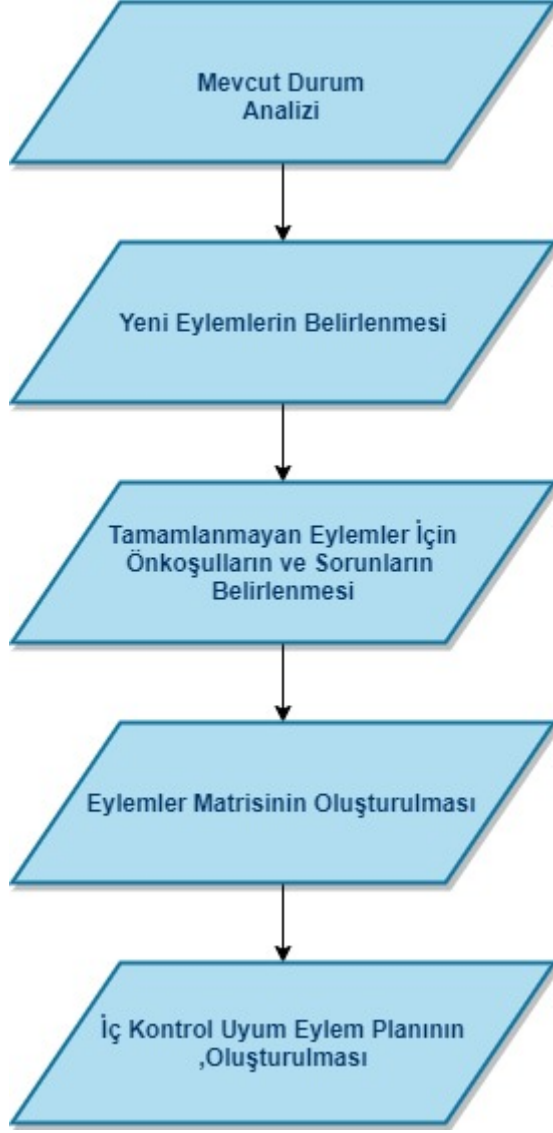 Mevcut Durum
Analizi
Yeni Eylemlerin Belirlenmesi
Tamamlanmayan Eylemler İçin
Önkoşulların ve Sorunların
Belirlenmesi
Eylemler Matrisinin Oluşturulması
İç Kontrol Uyum Eylem Planının
,Oluşturulması